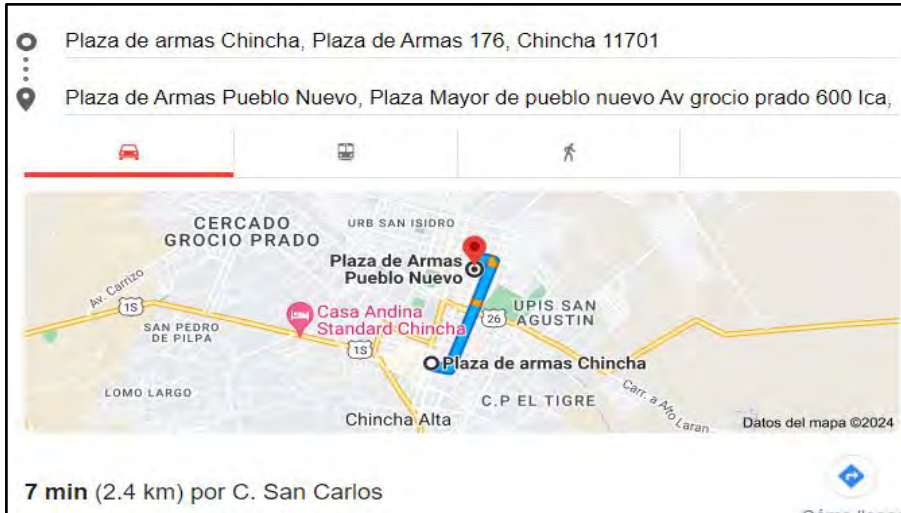 Plaza de armas Chincha, Plaza de Armas 176, Chincha 11701
Plaza de Armas Pueblo Nuevo, Plaza Mayor de pueblo nuevo Av grocio prado 600 Ica,
CERCADO
GROCIO PRADO
URB SAN ISIDRO
Plaza de Armas
Pueblo Nuevo
Av. Carrizo
1S
Casa Andina
Standard Chincha
26
UPIS SAN
AGUSTIN
SAN PEDRO
DE PILPA
1S
Plaza de armas Chincha
LOMO LARGO
C.P EL TIGRE
Carr. a Alto Laran...
Chincha Alta
Datos del mapa ©2024
7 min (2.4 km) por C. San Carlos